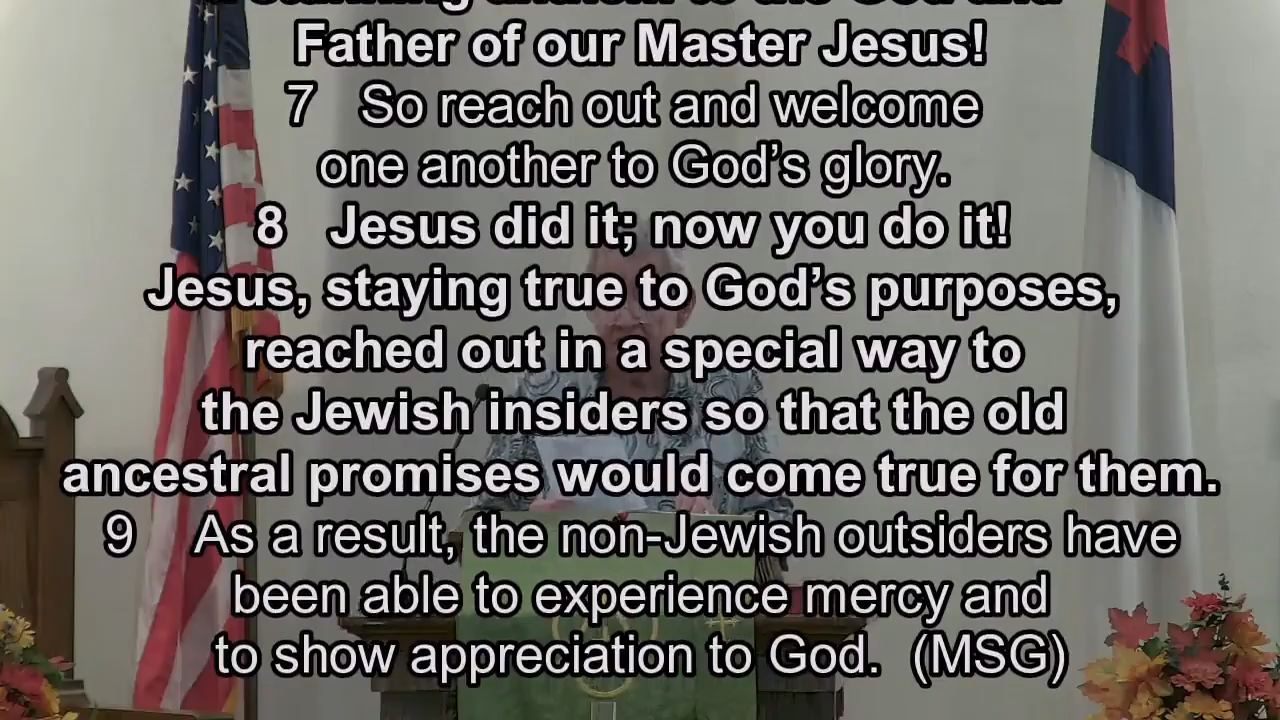 Father of our Master Jesus!
7 So reach out and welcome
one another to God's glory.
8 Jesus did it; now you do it!
Jesus, staying true to God's purposes,
reached out in a special way to
the Jewish insiders so that the old
ancestral promises would come true for them.
9 As a result, the non-Jewish outsiders have
been able to experience mercy and
to show appreciation to God. (MSG)